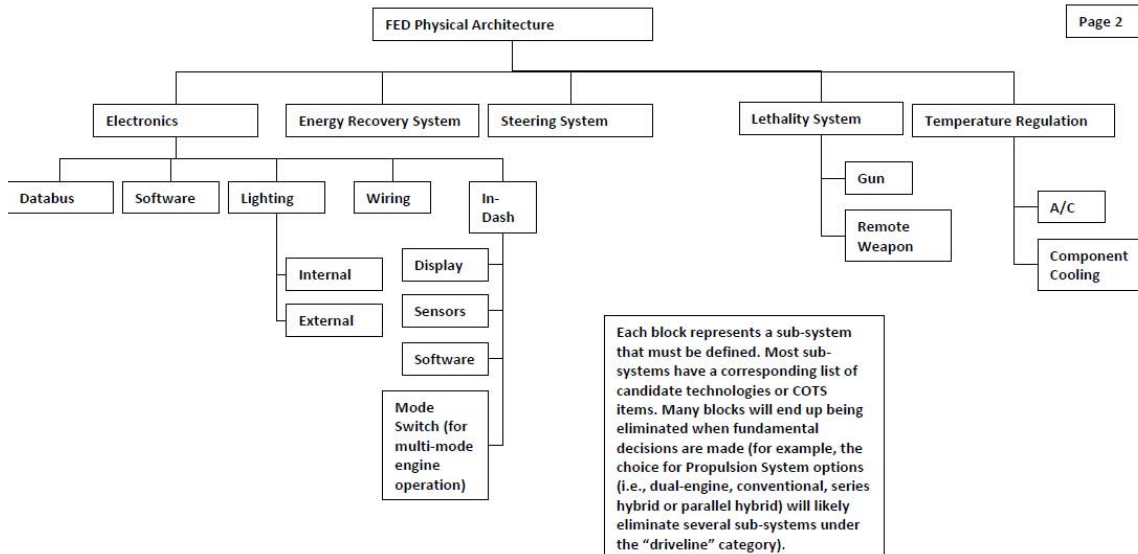 FED Physical Architecture
Page 2
Electronics
Energy Recovery System
Steering System
Lethality System
Temperature Regulation
Databus
Software
Lighting
Wiring
In-
Dash
Gun
Remote
Weapon
A/C
Component
Cooling
Internal
External
Display
Sensors
Software
Mode
Switch (for
multi-mode
engine
operation)
Each block represents a sub-system
that must be defined. Most sub-
systems have a corresponding list of
candidate technologies or COTS
items. Many blocks will end up being
eliminated when fundamental
decisions are made (for example, the
choice for Propulsion System options
(i.e., dual-engine, conventional, series
hybrid or parallel hybrid) will likely
eliminate several sub-systems under
the “driveline” category).